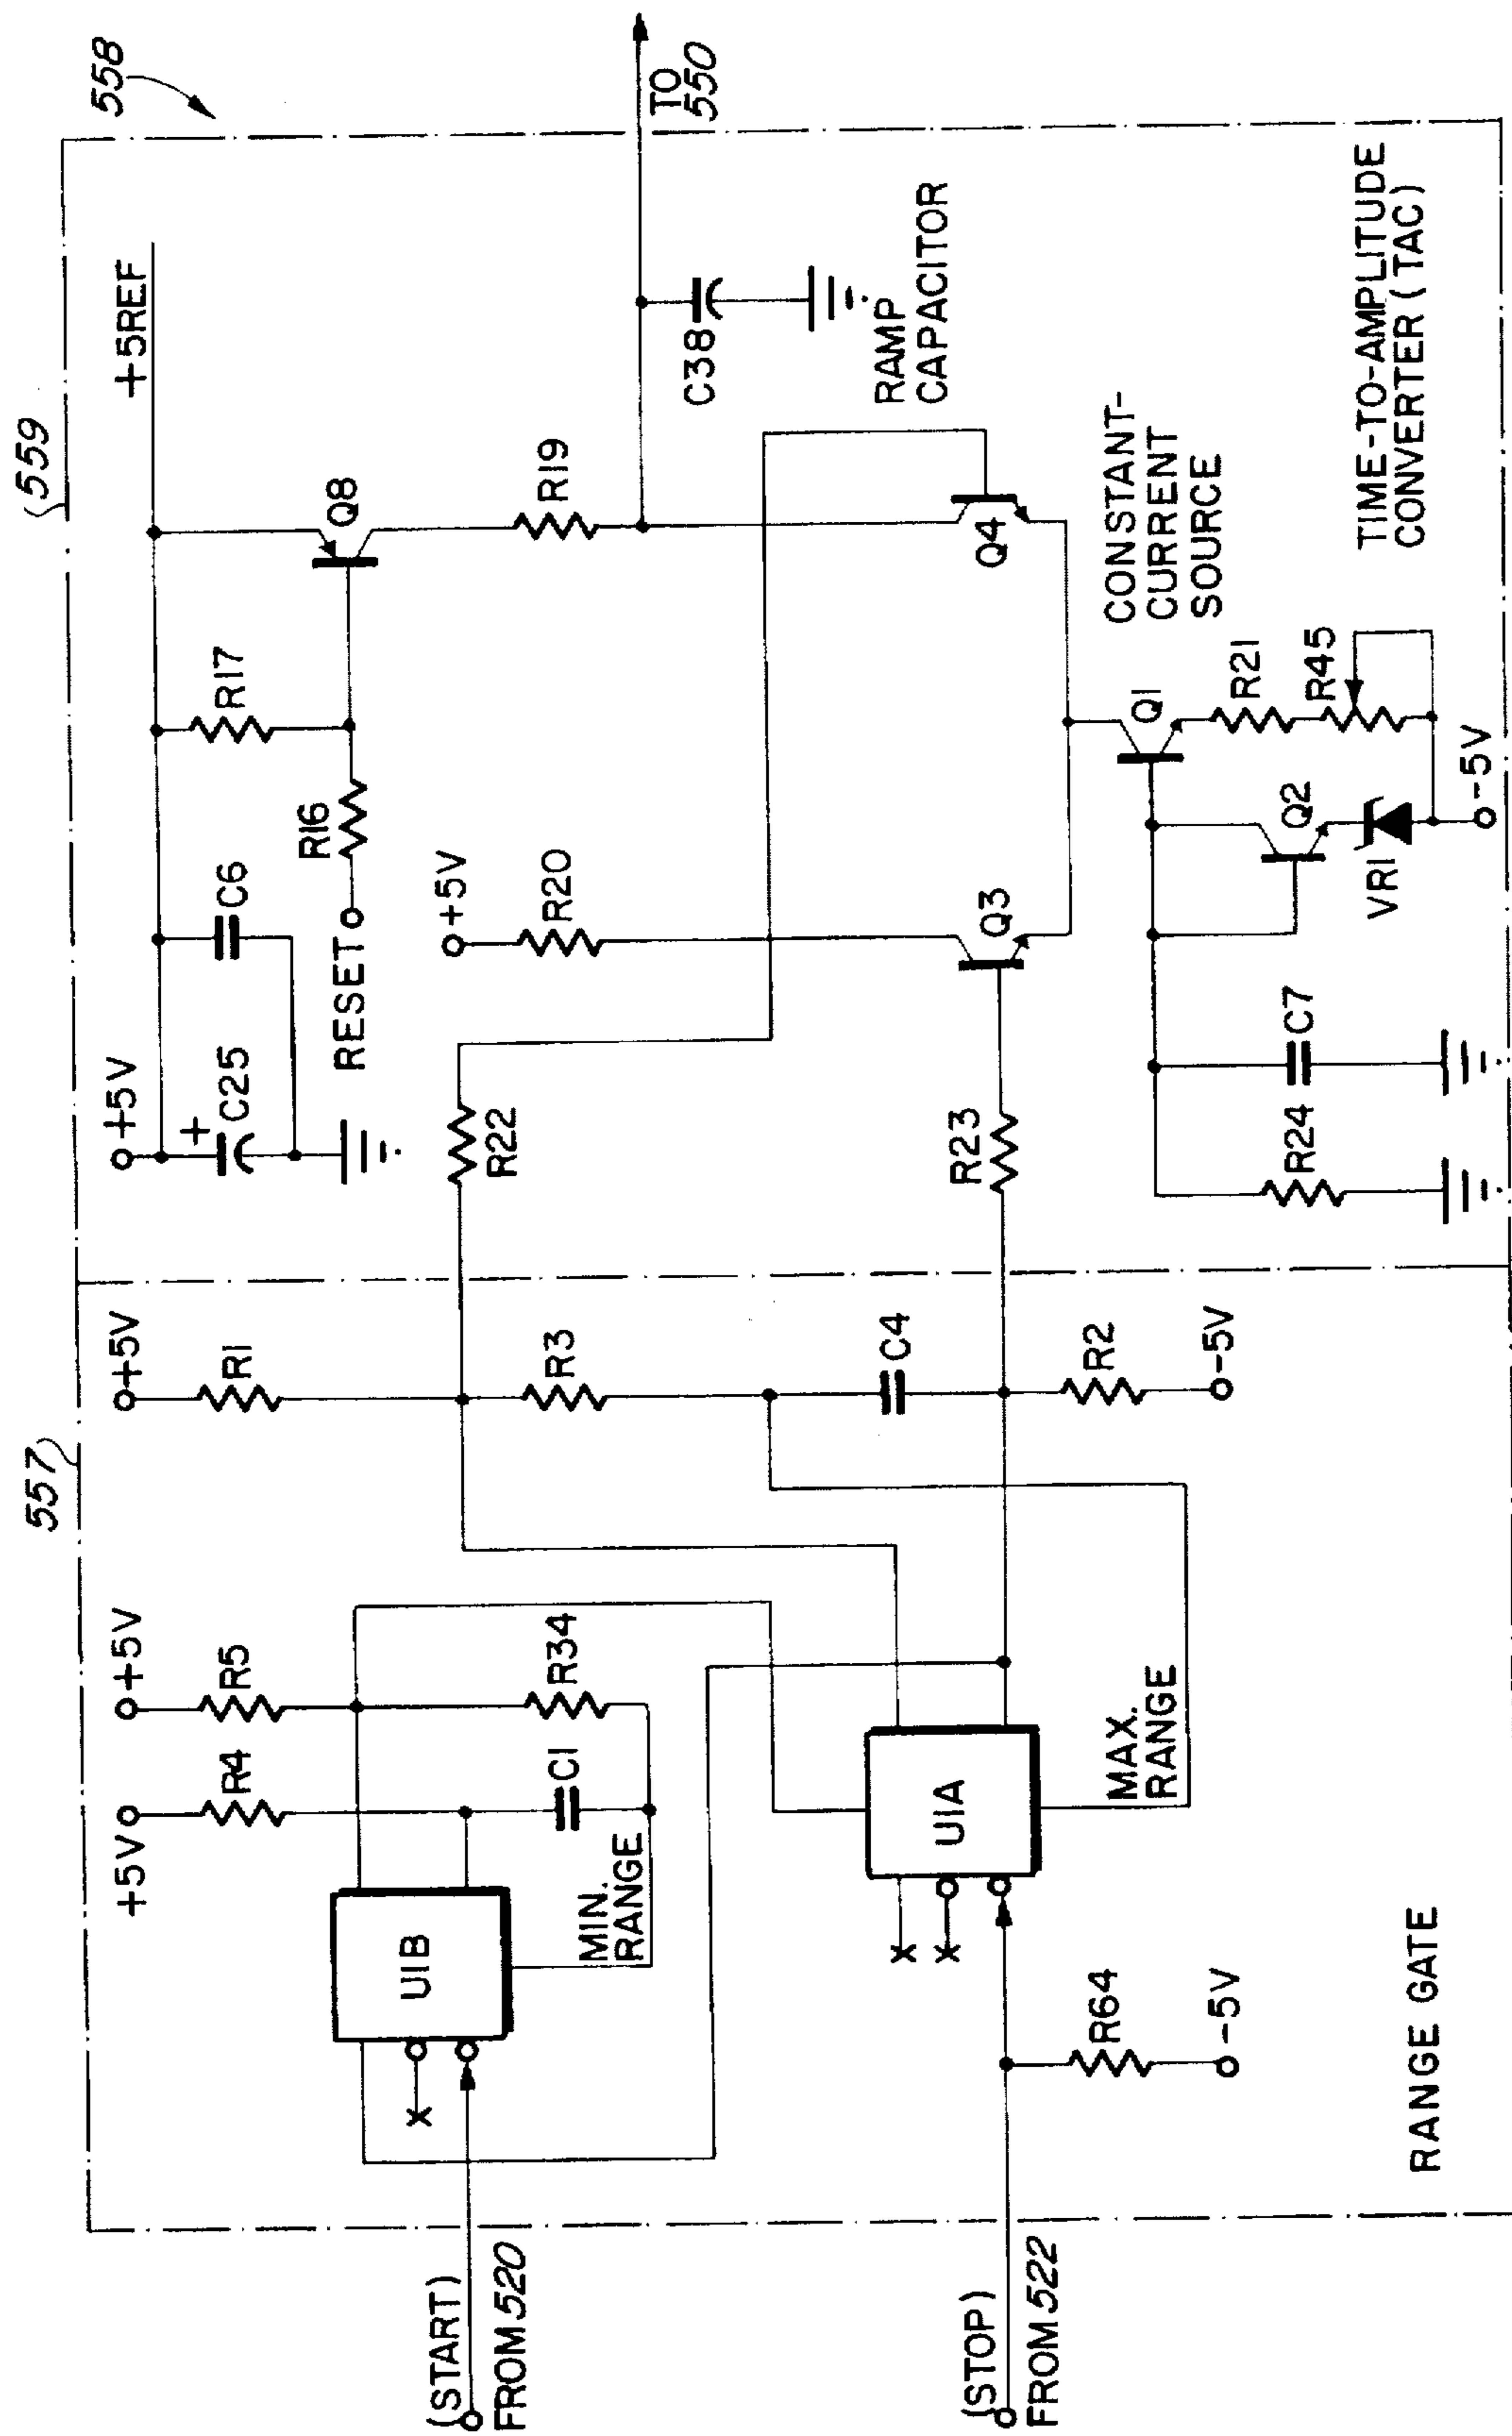 558
559
557
+5V
+5V
+5V
+5V
+5REF
R4
R5
R1
C25
C6
R17
Q8
R16
RESET
R19
TO
550
+5V
R20
C38
RAMP
CAPACITOR
(START)
FROM 520
X
U1B
MIN.
RANGE
C1
R34
R3
R22
(STOP)
FROM 522
R64
-5V
X
X
U1A
MAX.
RANGE
C4
R2
-5V
R23
Q3
Q4
CONSTANT-
CURRENT
SOURCE
R24
C7
Q2
VR1
Q1
R21
R45
-5V
RANGE GATE
TIME-TO-AMPLITUDE
CONVERTER (TAC)